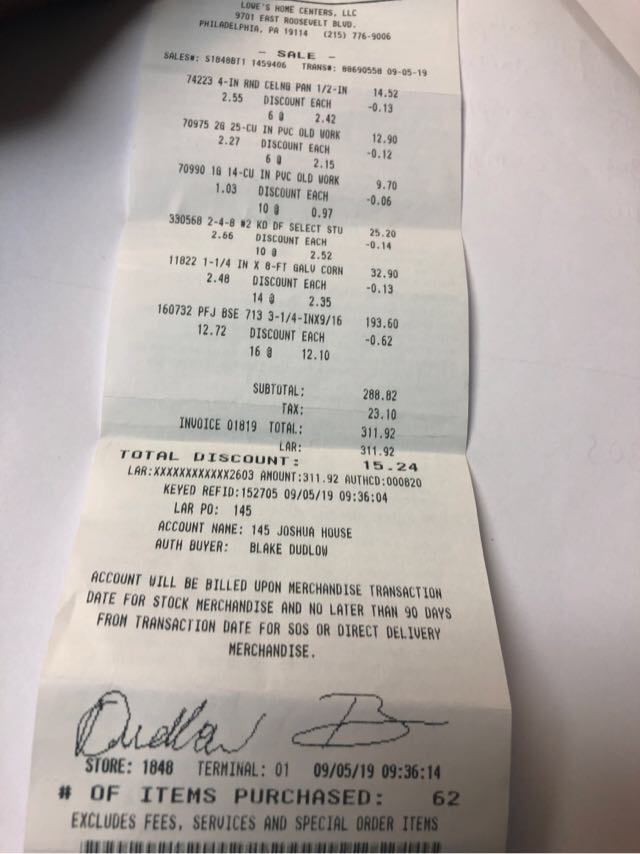 LOWE'S HOME CENTERS, LLC
9701 EAST ROOSEVELT BLVD.
PHILADELPHIA, PA 19114 (215) 776-9006
- SALE -
SALES#: S1848BT1 1459406 TRANS#: 88690558 09-05-19
74223 4-IN RND CELNG PAN 1/2-IN 14.52
2.55 DISCOUNT EACH -0.13
6 @ 2.42
70975 2G 25-CU IN PVC OLD WORK 12.90
2.27 DISCOUNT EACH -0.12
6 @ 2.15
70990 1G 14-CU IN PVC OLD WORK 9.70
1.03 DISCOUNT EACH -0.06
10 @ 0.97
330568 2-4-8 #2 KD DF SELECT STU 25.20
2.66 DISCOUNT EACH -0.14
10 @ 2.52
11822 1-1/4 IN X 8-FT GALV CORN 32.90
2.48 DISCOUNT EACH -0.13
14 @ 2.35
160732 PFJ BSE 713 3-1/4-INX9/16 193.60
12.72 DISCOUNT EACH -0.62
16 @ 12.10
SUBTOTAL: 288.82
TAX: 23.10
INVOICE 01819 TOTAL: 311.92
LAR: 311.92
TOTAL DISCOUNT: 15.24
LAR:XXXXXXXXXXXX2603 AMOUNT:311.92 AUTHCD:000820
KEYED REFID:152705 09/05/19 09:36:04
LAR PO: 145
ACCOUNT NAME: 145 JOSHUA HOUSE
AUTH BUYER: BLAKE DUDLOW
ACCOUNT WILL BE BILLED UPON MERCHANDISE TRANSACTION
DATE FOR STOCK MERCHANDISE AND NO LATER THAN 90 DAYS
FROM TRANSACTION DATE FOR SOS OR DIRECT DELIVERY
MERCHANDISE.
STORE: 1848 TERMINAL: 01 09/05/19 09:36:14
# OF ITEMS PURCHASED: 62
EXCLUDES FEES, SERVICES AND SPECIAL ORDER ITEMS